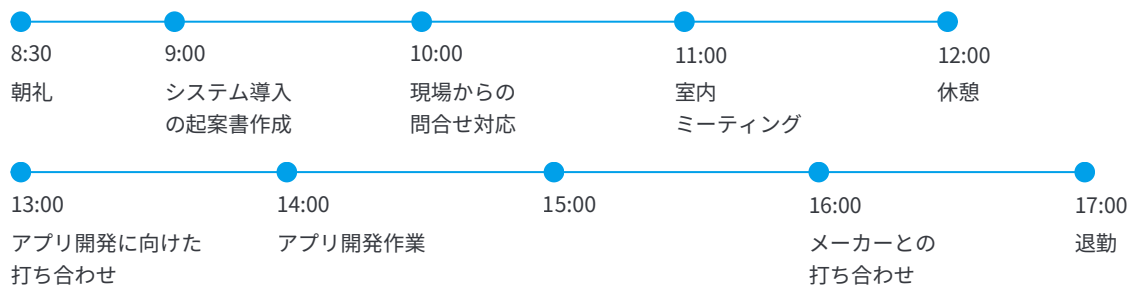 8:30 9:00 10:00 11:00 12:00
朝礼 システム導入 現場からの 室内 休憩
の起案書作成 問合せ対応 ミーティング
13:00 14:00 15:00 16:00 17:00
アプリ開発に向けた アプリ開発作業 メーカーとの 退勤
打ち合わせ 打ち合わせ